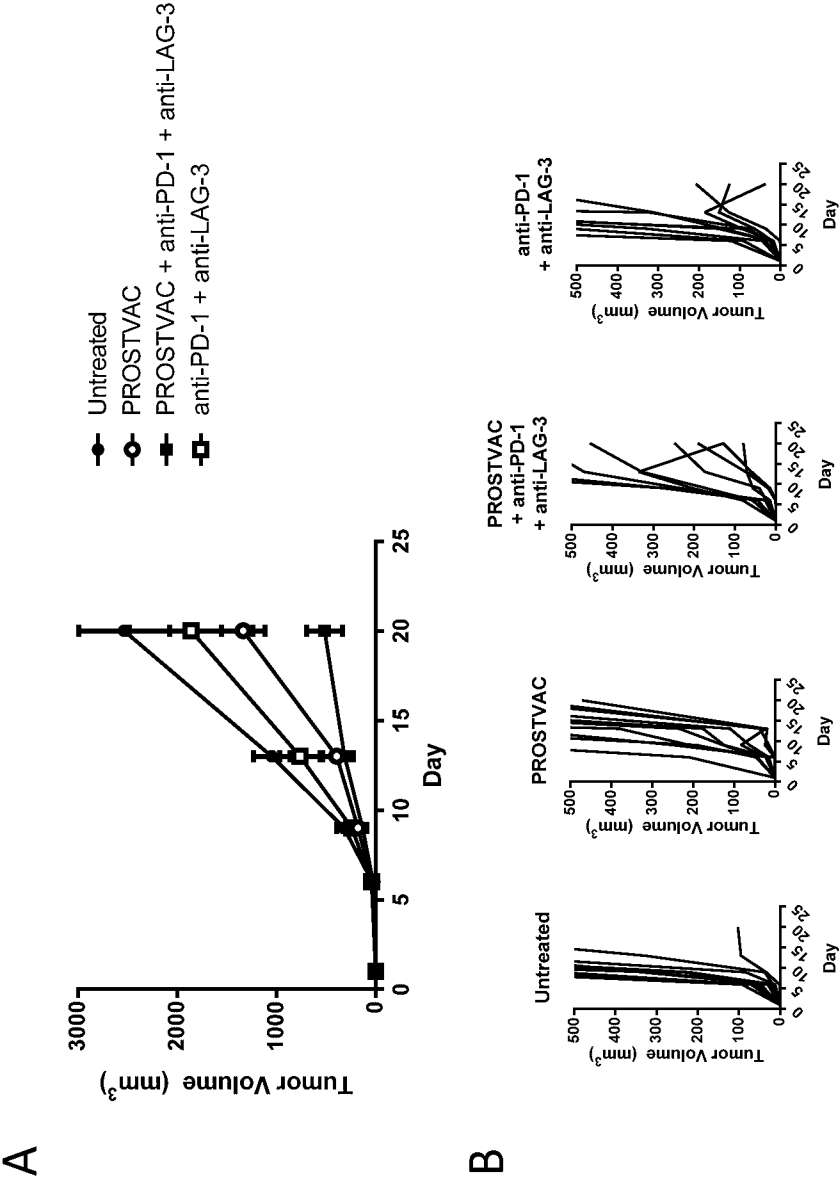 A
Tumor Volume (mm3)
3000
2000
1000
0
0
5
10
15
20
25
Day
Untreated
PROSTVAC
PROSTVAC + anti-PD-1 + anti-LAG-3
anti-PD-1 + anti-LAG-3
B
Untreated
Tumor Volume (mm3)
500
400
300
200
100
0
0
5
10
15
20
25
Day
PROSTVAC
Tumor Volume (mm3)
500
400
300
200
100
0
0
5
10
15
20
25
Day
PROSTVAC
+ anti-PD-1
+ anti-LAG-3
Tumor Volume (mm3)
500
400
300
200
100
0
0
5
10
15
20
25
Day
anti-PD-1
+ anti-LAG-3
Tumor Volume (mm3)
500
400
300
200
100
0
0
5
10
15
20
25
Day